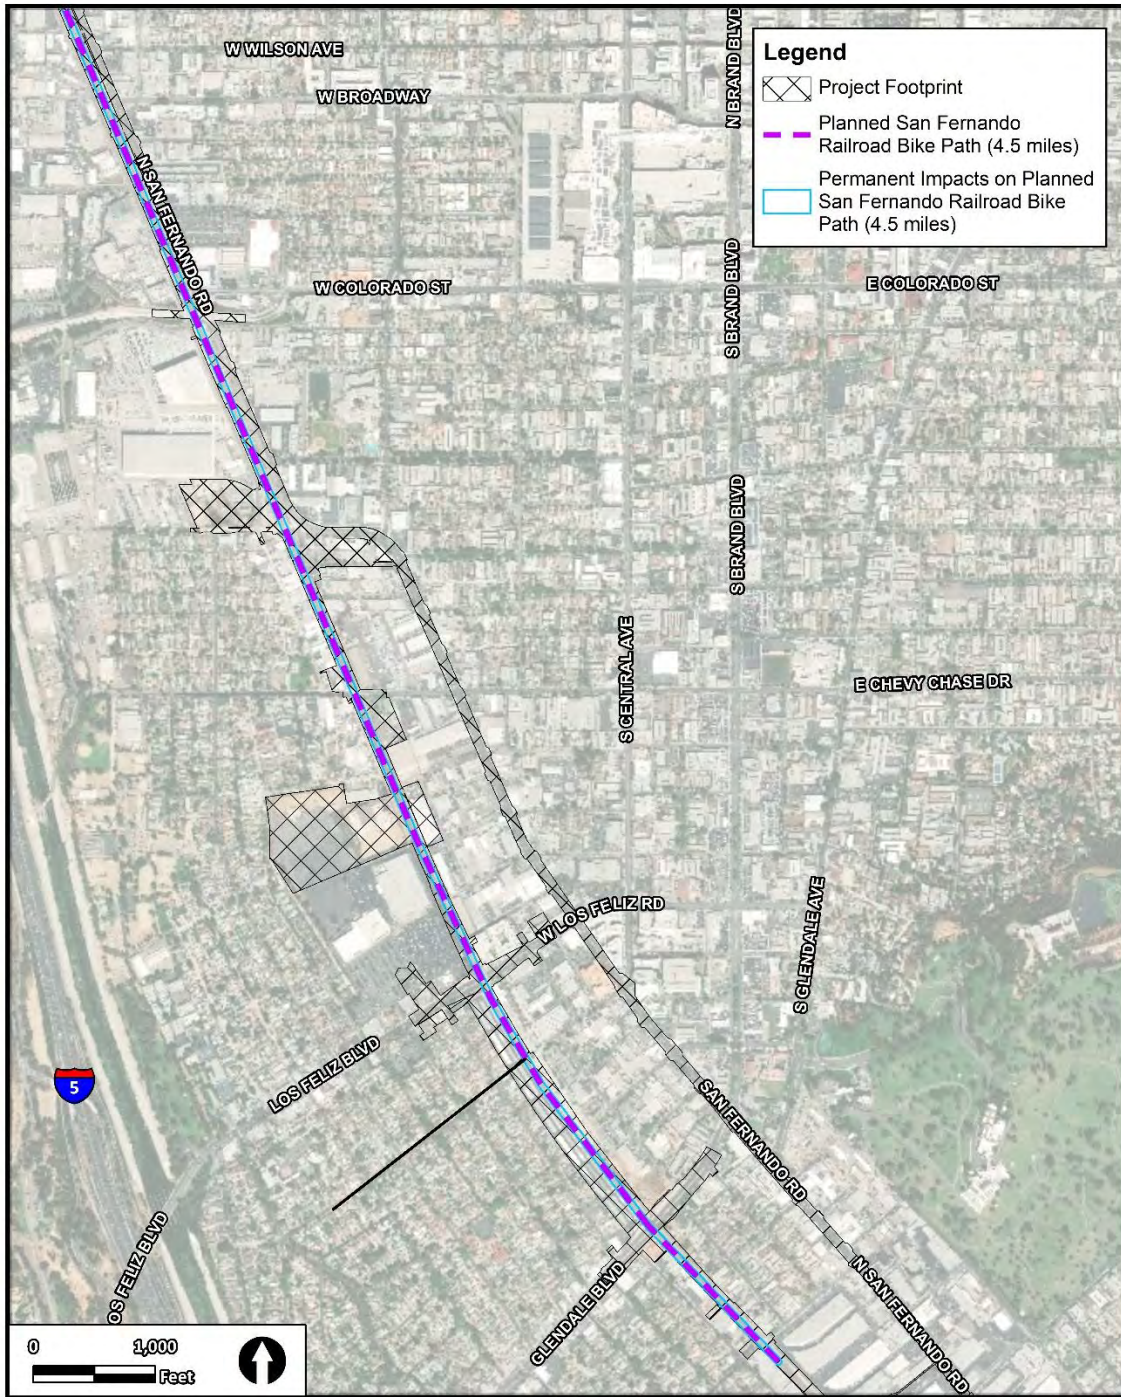 W WILSON AVE
W BROADWAY
N BRAND BLVD
Legend
Project Footprint
Planned San Fernando
Railroad Bike Path (4.5 miles)
Permanent Impacts on Planned
San Fernando Railroad Bike
Path (4.5 miles)
N SAN FERNANDO RD
W COLORADO ST
S BRAND BLVD
E COLORADO ST
S BRAND BLVD
S CENTRAL AVE
E CHEVY CHASE DR
W LOS FELIZ RD
S GLENDALE AVE
LOS FELIZ BLVD
5
SAN FERNANDO RD
OS FELIZ BLVD
GLENDALE BLVD
N SAN FERNANDO RD
0 1,000
Feet